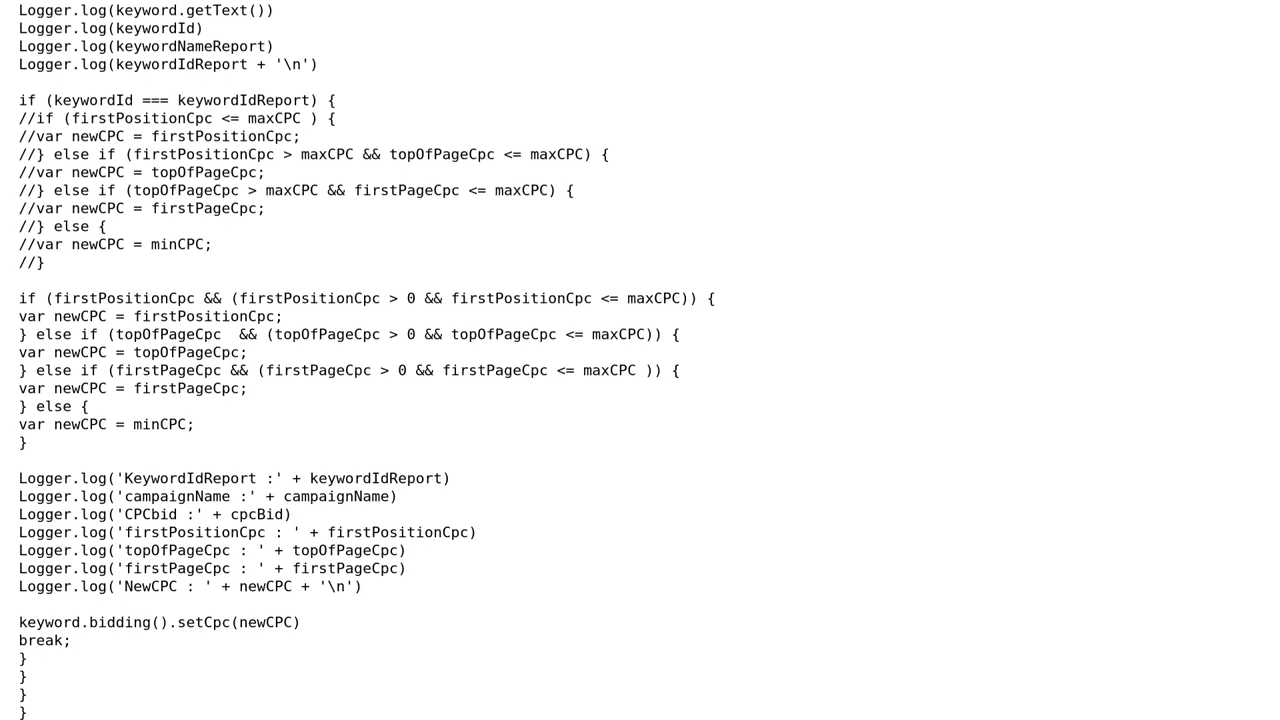 Logger.log(keyword.getText())
Logger.log(keywordId)
Logger.log(keywordNameReport)
Logger.log(keywordIdReport + '\n')
if (keywordId === keywordIdReport) {
//if (firstPositionCpc <= maxCPC ) {
//var newCPC = firstPositionCpc;
//} else if (firstPositionCpc > maxCPC && topOfPageCpc <= maxCPC) {
//var newCPC = topOfPageCpc;
//} else if (topOfPageCpc > maxCPC && firstPageCpc <= maxCPC) {
//var newCPC = firstPageCpc;
//} else {
//var newCPC = minCPC;
//}
if (firstPositionCpc && (firstPositionCpc > 0 && firstPositionCpc <= maxCPC)) {
var newCPC = firstPositionCpc;
} else if (topOfPageCpc  && (topOfPageCpc > 0 && topOfPageCpc <= maxCPC)) {
var newCPC = topOfPageCpc;
} else if (firstPageCpc && (firstPageCpc > 0 && firstPageCpc <= maxCPC )) {
var newCPC = firstPageCpc;
} else {
var newCPC = minCPC;
}
Logger.log('KeywordIdReport :' + keywordIdReport)
Logger.log('campaignName :' + campaignName)
Logger.log('CPCbid :' + cpcBid)
Logger.log('firstPositionCpc : ' + firstPositionCpc)
Logger.log('topOfPageCpc : ' + topOfPageCpc)
Logger.log('firstPageCpc : ' + firstPageCpc)
Logger.log('NewCPC : ' + newCPC + '\n')
keyword.bidding().setCpc(newCPC)
break;
}
}
}
}